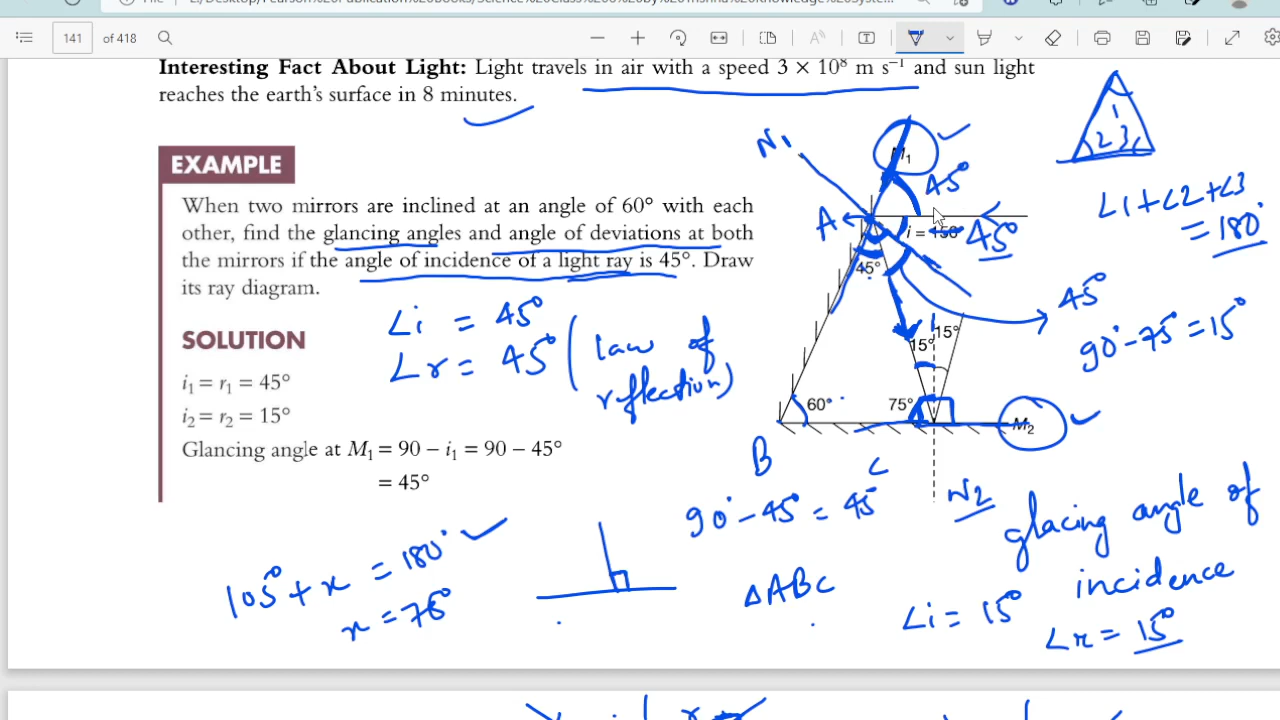 141 of 418
Interesting Fact About Light: Light travels in air with a speed 3 × 10⁸ m s⁻¹ and sun light
reaches the earth's surface in 8 minutes.
EXAMPLE
When two mirrors are inclined at an angle of 60° with each
other, find the glancing angles and angle of deviations at both
the mirrors if the angle of incidence of a light ray is 45°. Draw
its ray diagram.
SOLUTION
i₁ = r₁ = 45°
i₂ = r₂ = 15°
Glancing angle at M₁ = 90 – i₁ = 90 – 45°
= 45°
∠i = 45°
∠r = 45° (law of
reflection)
N₁
M₁
45°
A
i =
45°
45°
45°
15°
15°
60°
75°
M₂
B
C
N₂
1
2 3
∠1+∠2+∠3
= 180°
90°-75°=15°
90°-45° = 45°
105°+x = 180°
x = 75°
△ABC
glacing angle of
incidence
∠i = 15°
∠r = 15°